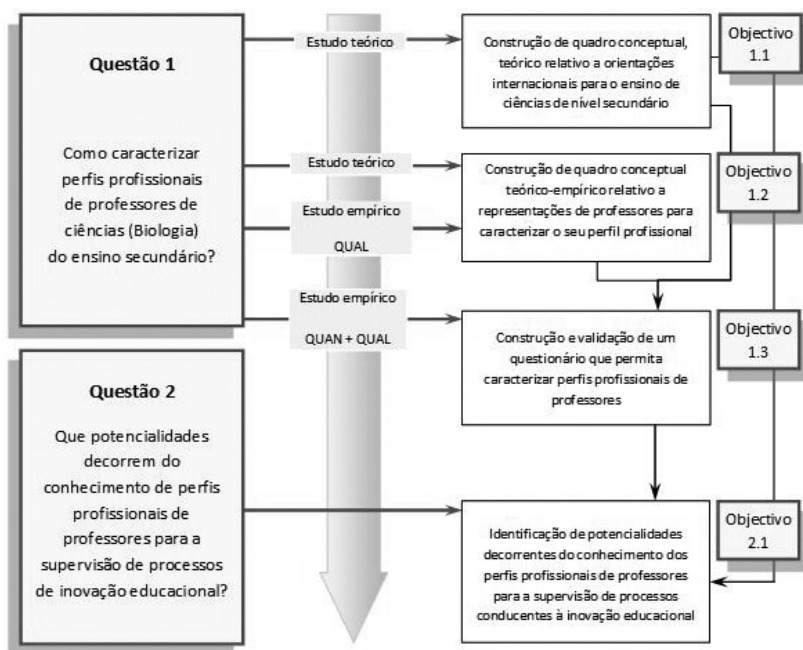 Questão 1
Como caracterizar
perfis profissionais
de professores de
ciências (Biologia)
do ensino secundário?
Estudo teórico
Construção de quadro conceptual,
teórico relativo a orientações
internacionais para o ensino de
ciências de nível secundário
Objectivo
1.1
Estudo teórico
Estudo empírico
QUAL
Construção de quadro conceptual
teórico-empírico relativo a
representações de professores para
caracterizar o seu perfil profissional
Objectivo
1.2
Estudo empírico
QUAN + QUAL
Construção e validação de um
questionário que permita
caracterizar perfis profissionais de
professores
Objectivo
1.3
Questão 2
Que potencialidades
decorrem do
conhecimento de perfis
profissionais de
professores para a
supervisão de processos
de inovação educacional?
Identificação de potencialidades
decorrentes do conhecimento dos
perfis profissionais de professores
para a supervisão de processos
conducentes à inovação educacional
Objectivo
2.1